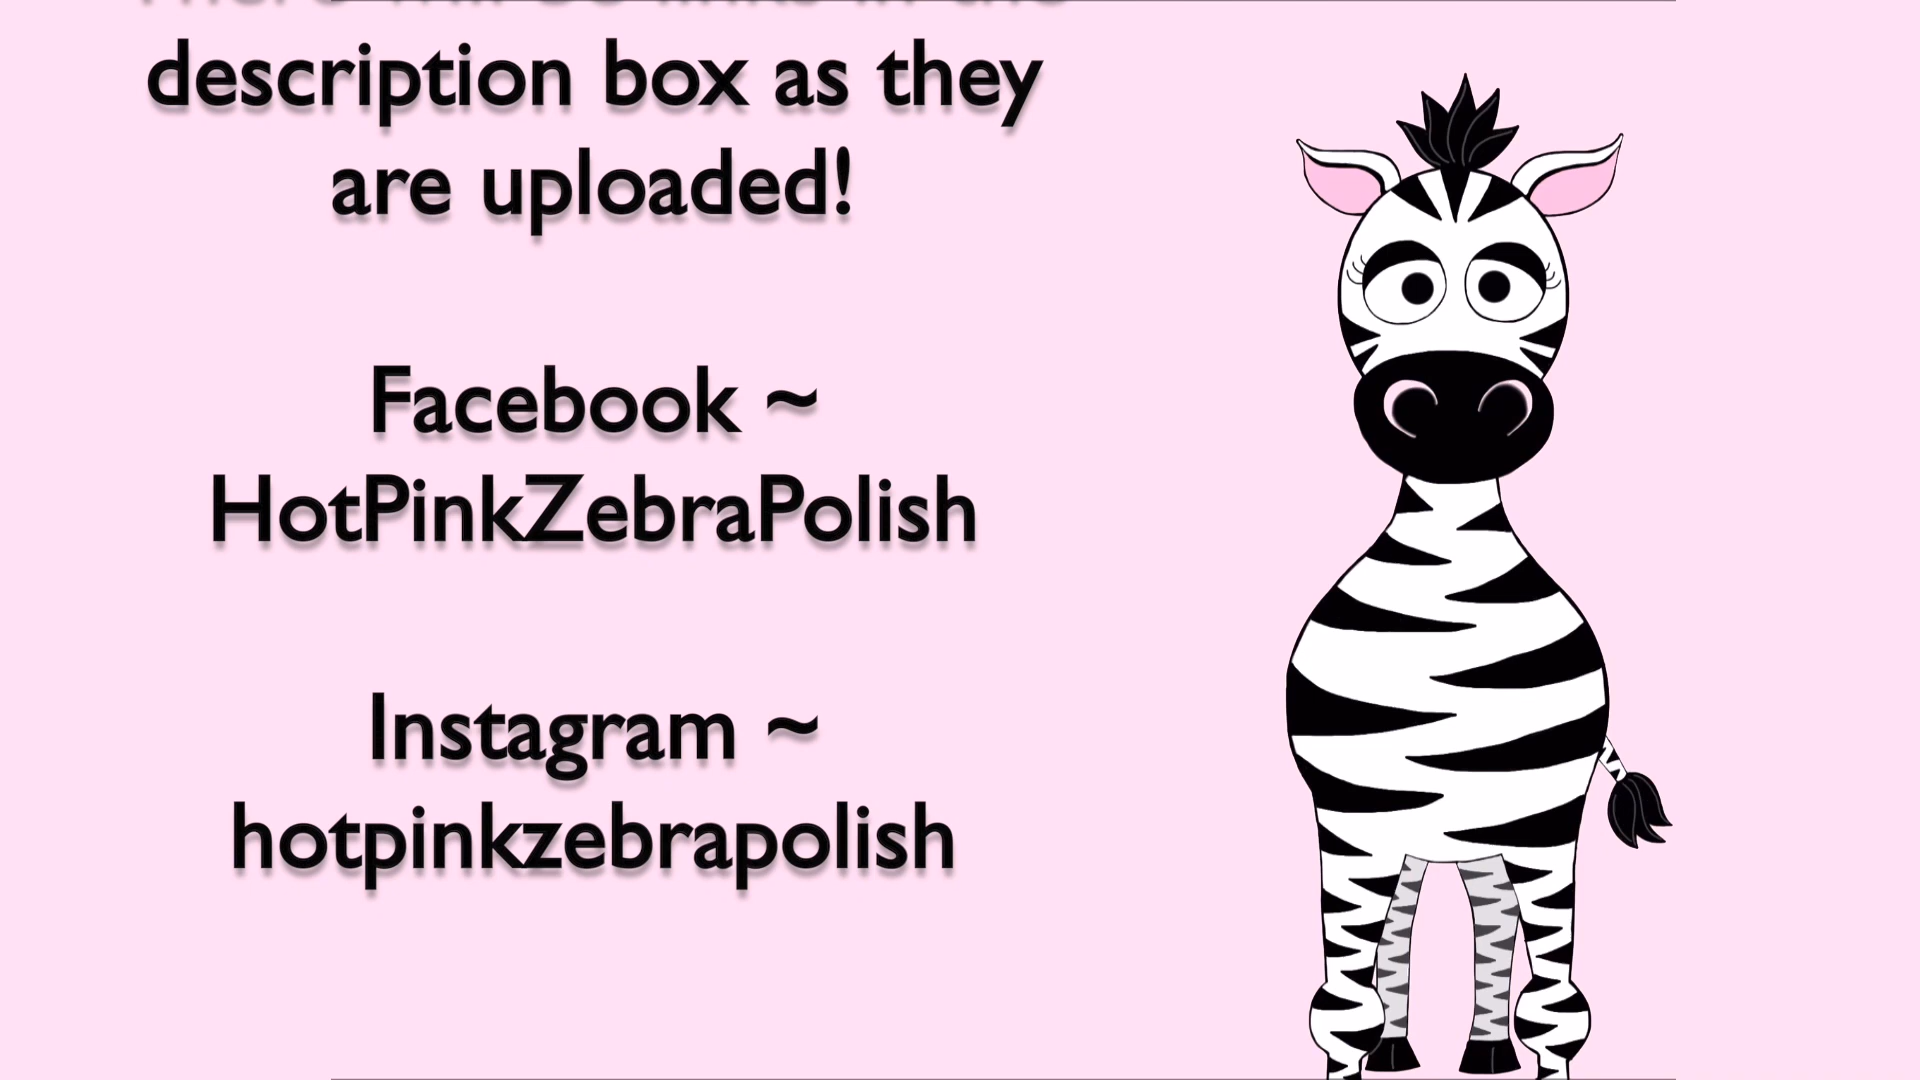 description box as they
are uploaded!
Facebook ~
HotPinkZebraPolish
Instagram ~
hotpinkzebrapolish